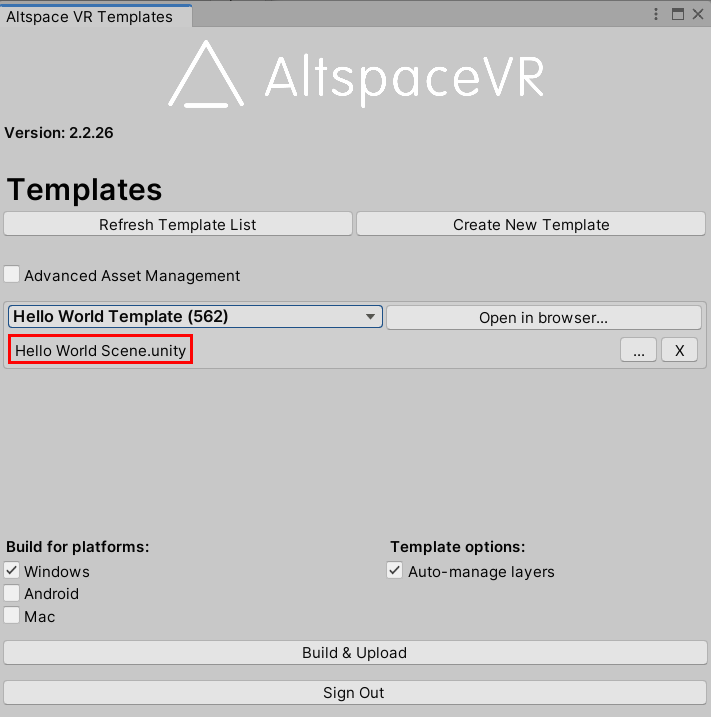 Altspace VR Templates
AltspaceVR
Version: 2.2.26
Templates
Refresh Template List
Create New Template
Advanced Asset Management
Hello World Template (562)
Open in browser...
Hello World Scene.unity
...
X
Build for platforms:
Template options:
Windows
Auto-manage layers
Android
Mac
Build & Upload
Sign Out